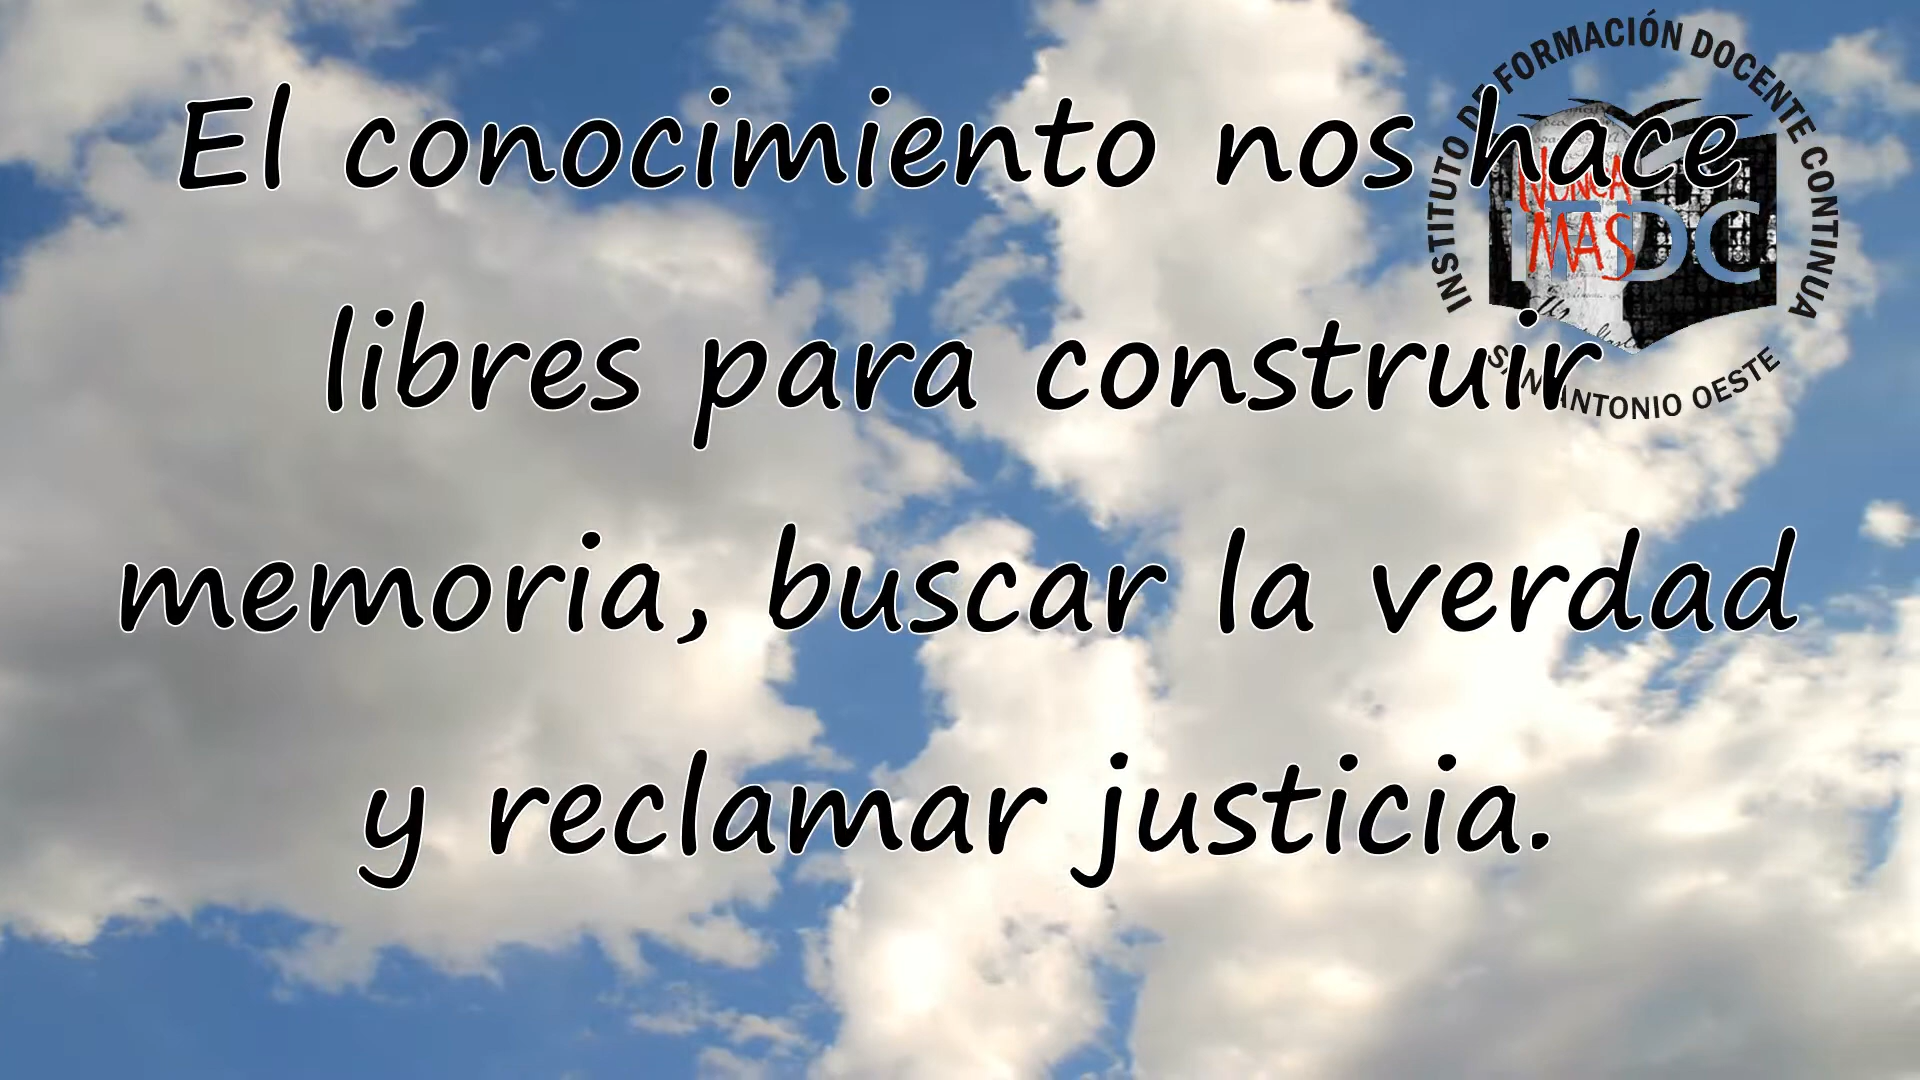 El conocimiento nos hace
libres para construir
memoria, buscar la verdad
y reclamar justicia.
INSTITUTO DE FORMACIÓN DOCENTE CONTINUA
NUNCA
MAS
IFDC
SAN ANTONIO OESTE